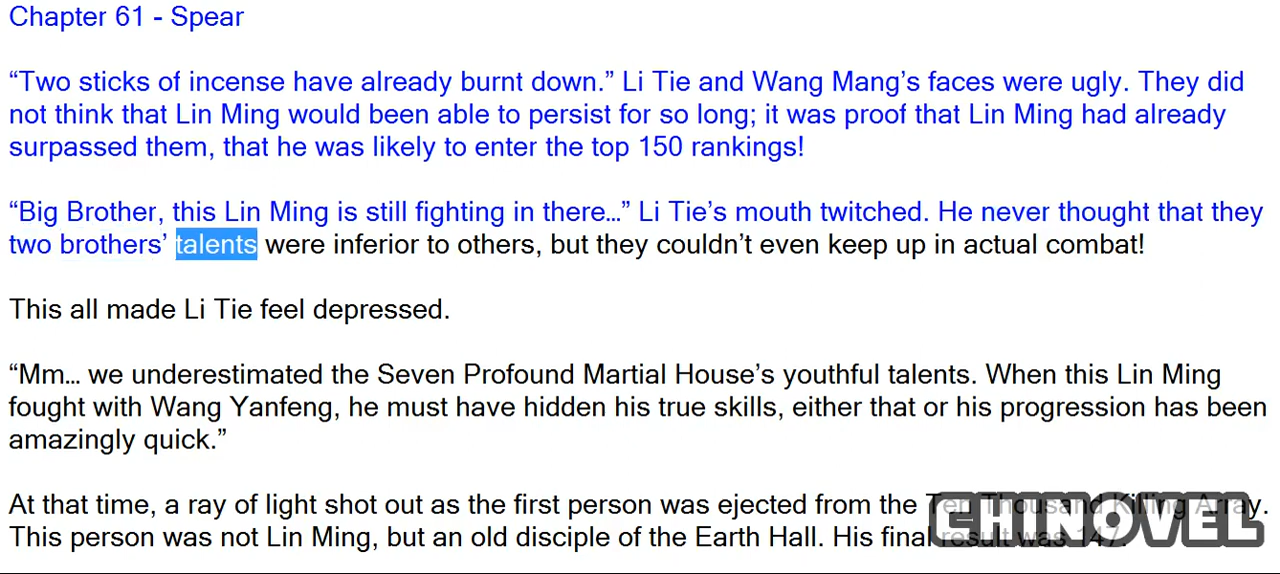 Chapter 61 - Spear
“Two sticks of incense have already burnt down.” Li Tie and Wang Mang’s faces were ugly. They did
not think that Lin Ming would been able to persist for so long; it was proof that Lin Ming had already
surpassed them, that he was likely to enter the top 150 rankings!
“Big Brother, this Lin Ming is still fighting in there…” Li Tie’s mouth twitched. He never thought that they
two brothers’ talents were inferior to others, but they couldn’t even keep up in actual combat!
This all made Li Tie feel depressed.
“Mm… we underestimated the Seven Profound Martial House’s youthful talents. When this Lin Ming
fought with Wang Yanfeng, he must have hidden his true skills, either that or his progression has been
amazingly quick.”
At that time, a ray of light shot out as the first person was ejected from the Ten Thousand Killing Array.
This person was not Lin Ming, but an old disciple of the Earth Hall. His final result was 147.
CHINOVEL